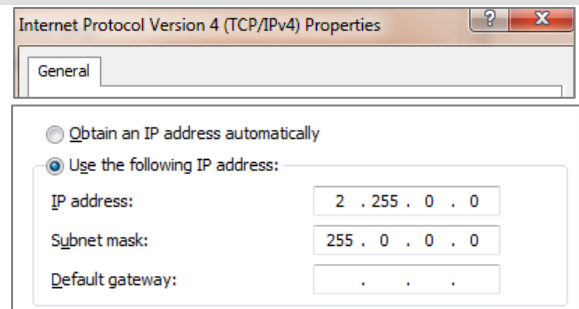 Internet Protocol Version 4 (TCP/IPv4) Properties ? X
General
Obtain an IP address automatically
Use the following IP address:
IP address: 2 . 255 . 0 . 0
Subnet mask: 255 . 0 . 0 . 0
Default gateway: . . .